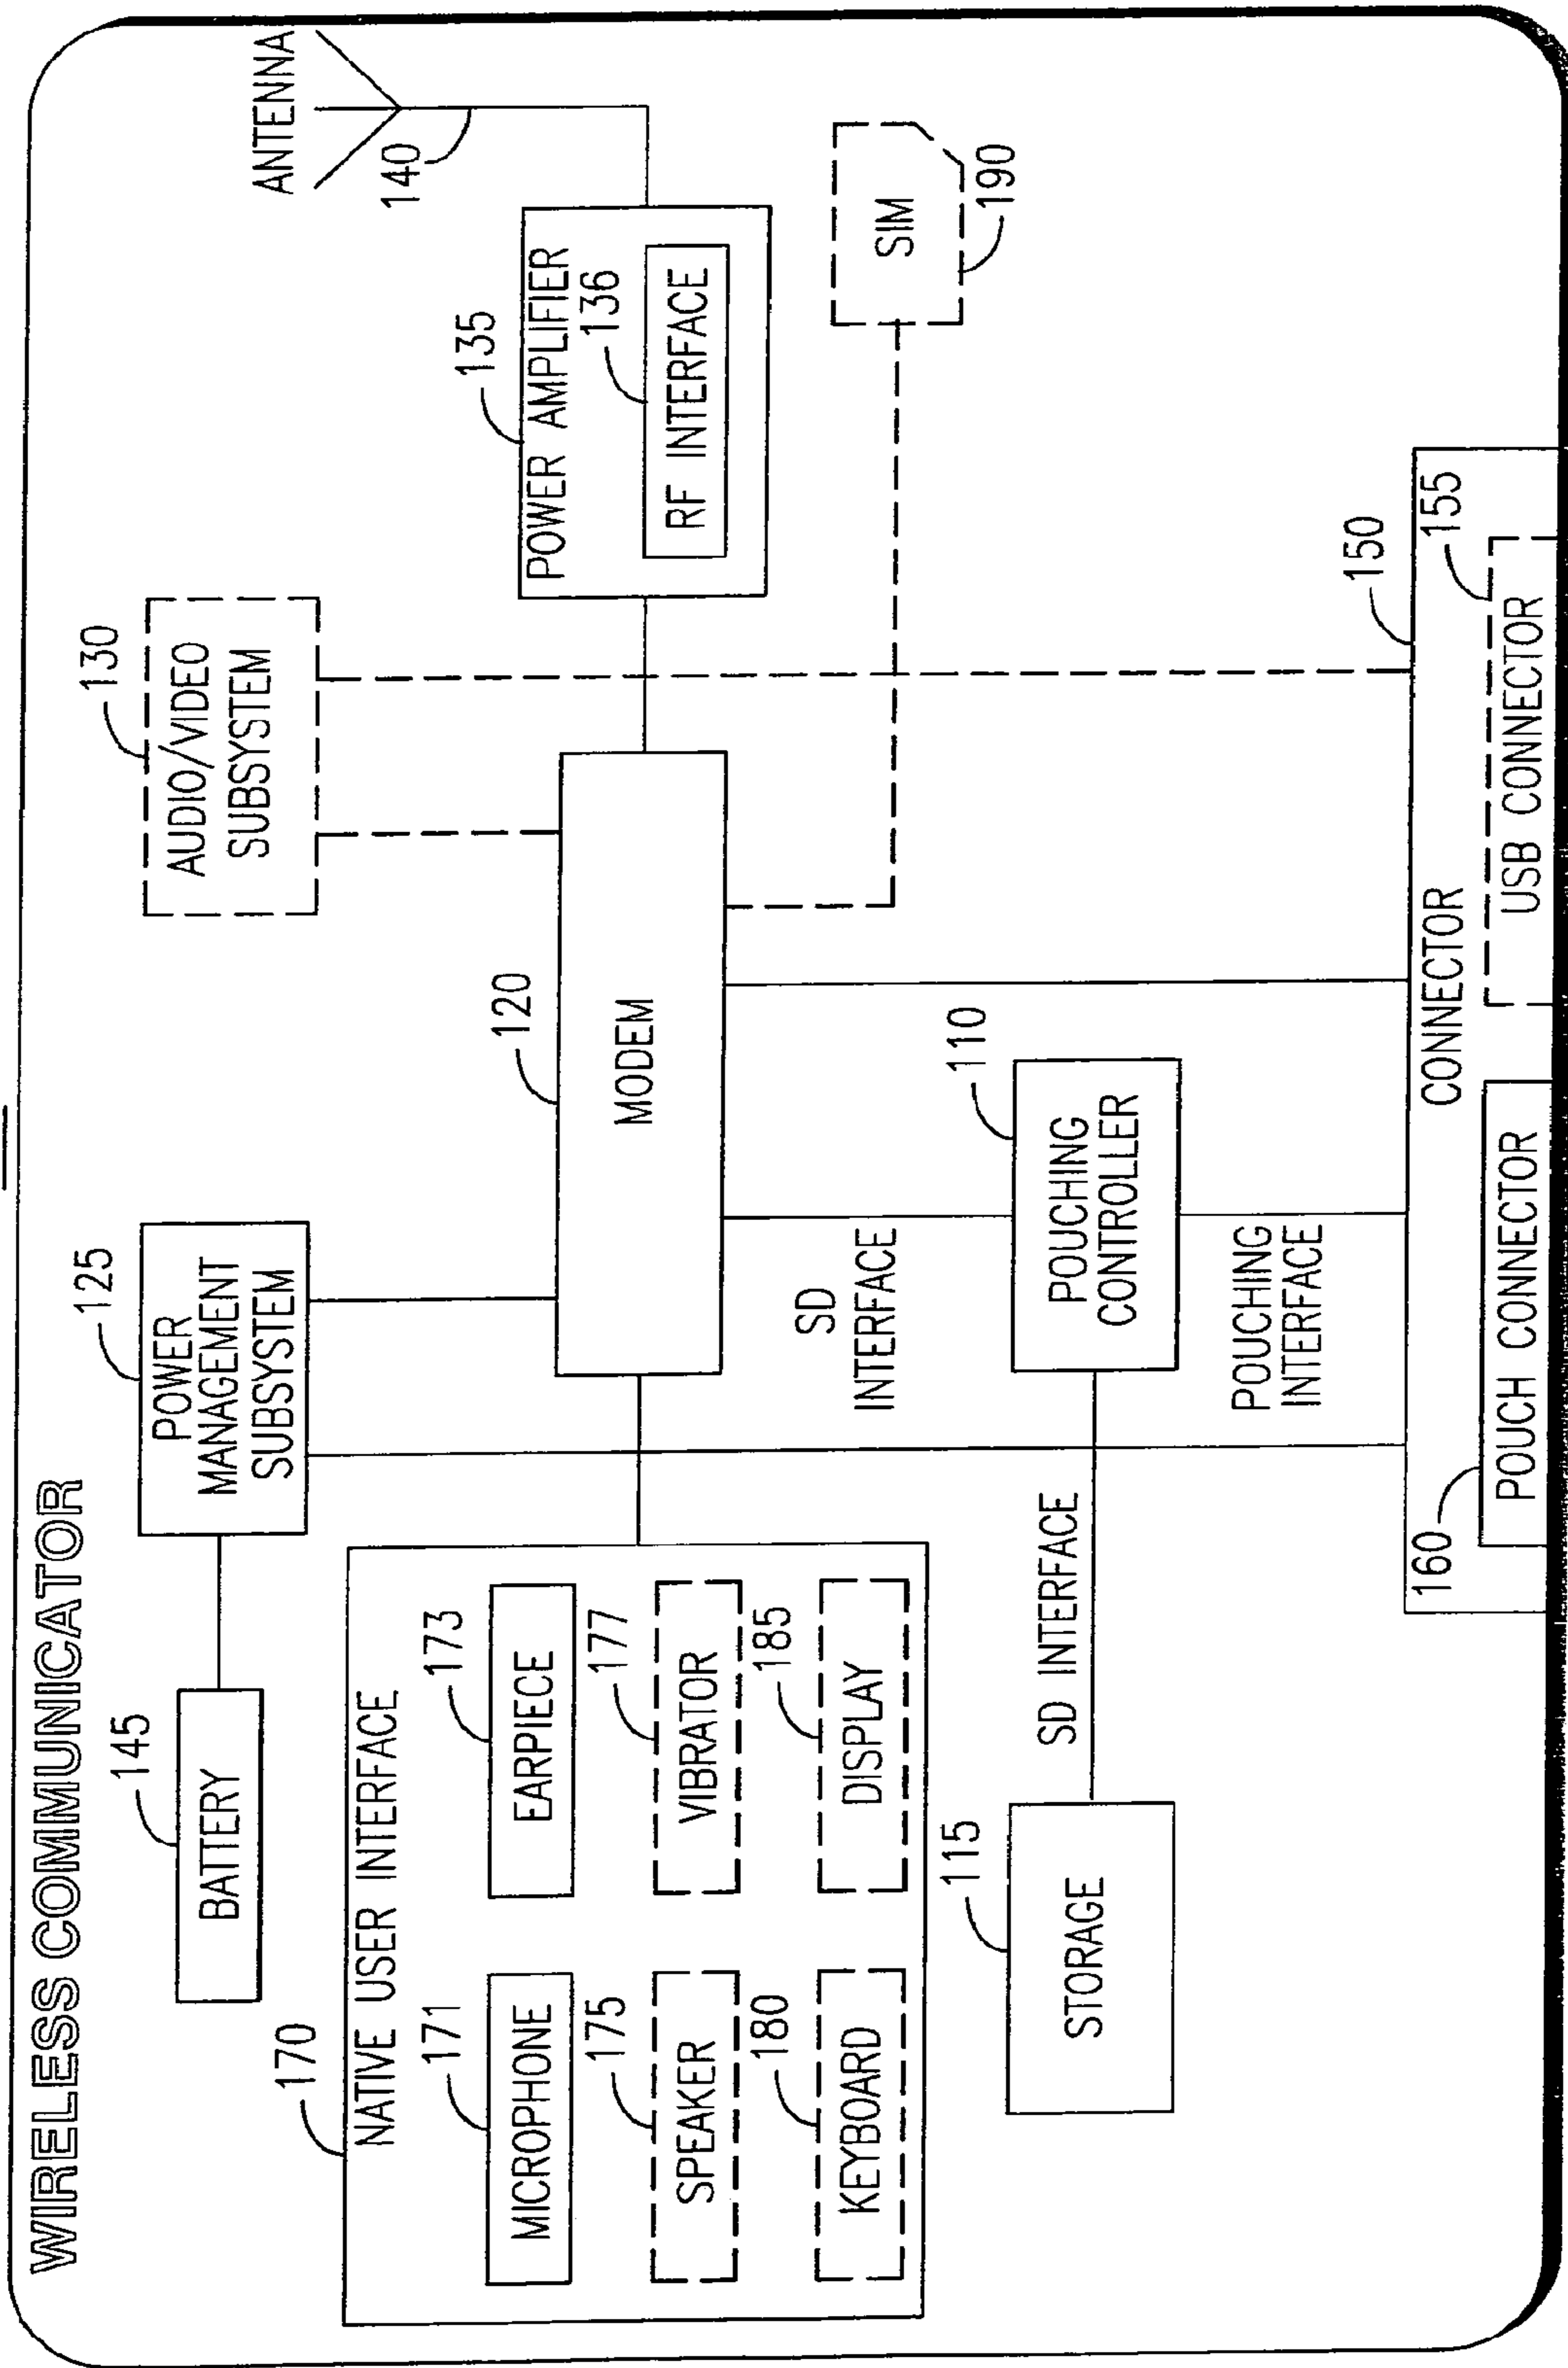 WIRELESS COMMUNICATOR
145
BATTERY
125
POWER
MANAGEMENT
SUBSYSTEM
130
AUDIO/VIDEO
SUBSYSTEM
ANTENNA
140
170
NATIVE USER INTERFACE
171
MICROPHONE
173
EARPIECE
175
SPEAKER
177
VIBRATOR
180
KEYBOARD
185
DISPLAY
120
MODEM
135
POWER AMPLIFIER
136
RF INTERFACE
SIM
190
SD
INTERFACE
115
STORAGE
SD INTERFACE
110
POUCHING
CONTROLLER
POUCHING
INTERFACE
150
CONNECTOR
160
POUCH CONNECTOR
155
USB CONNECTOR